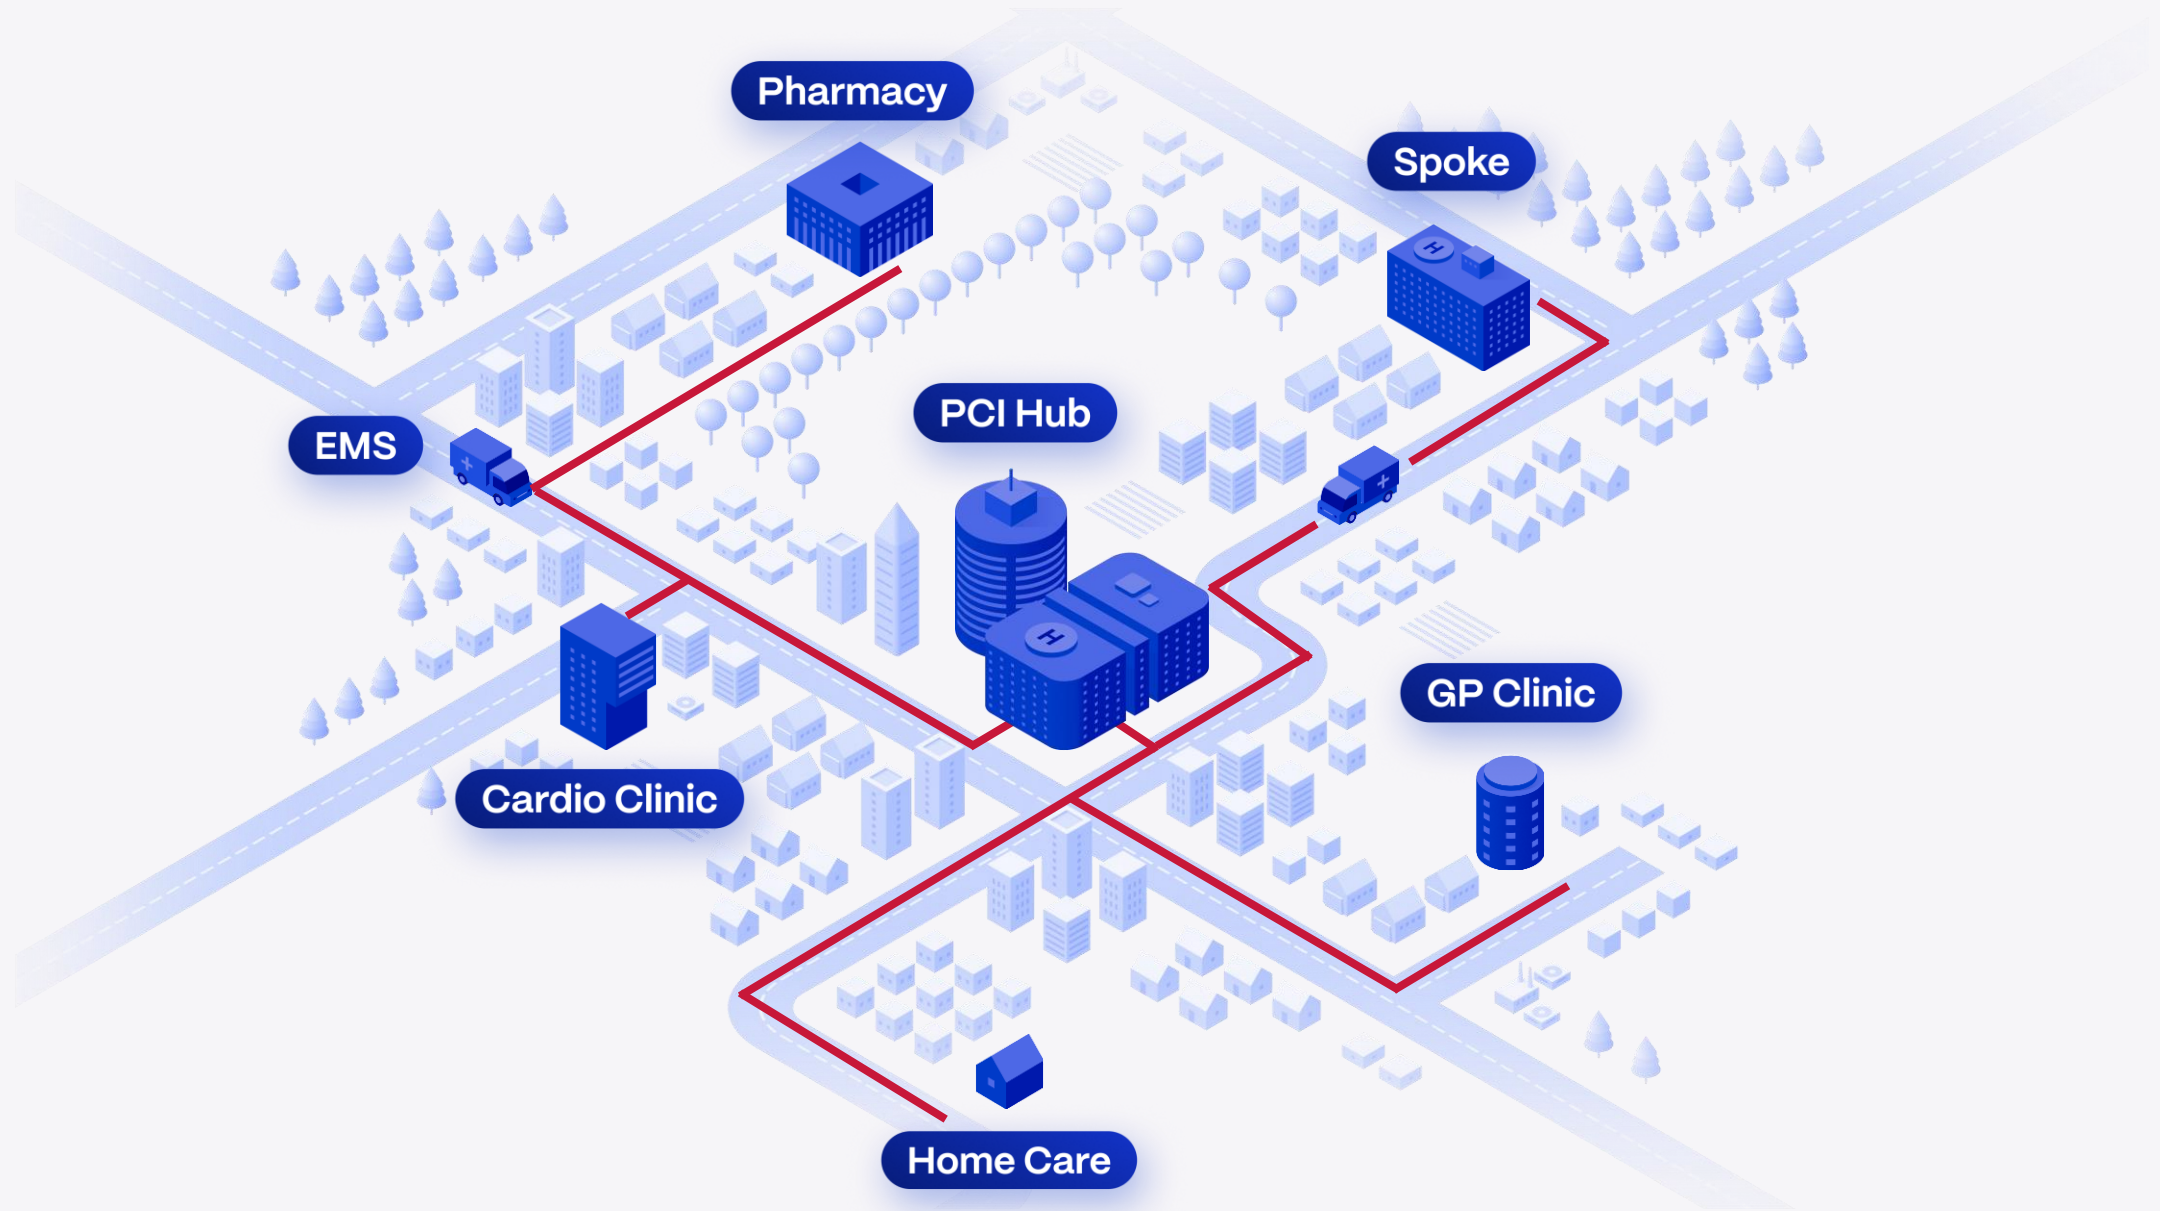 Pharmacy
Spoke
PCI Hub
EMS
GP Clinic
Cardio Clinic
Home Care
H
H